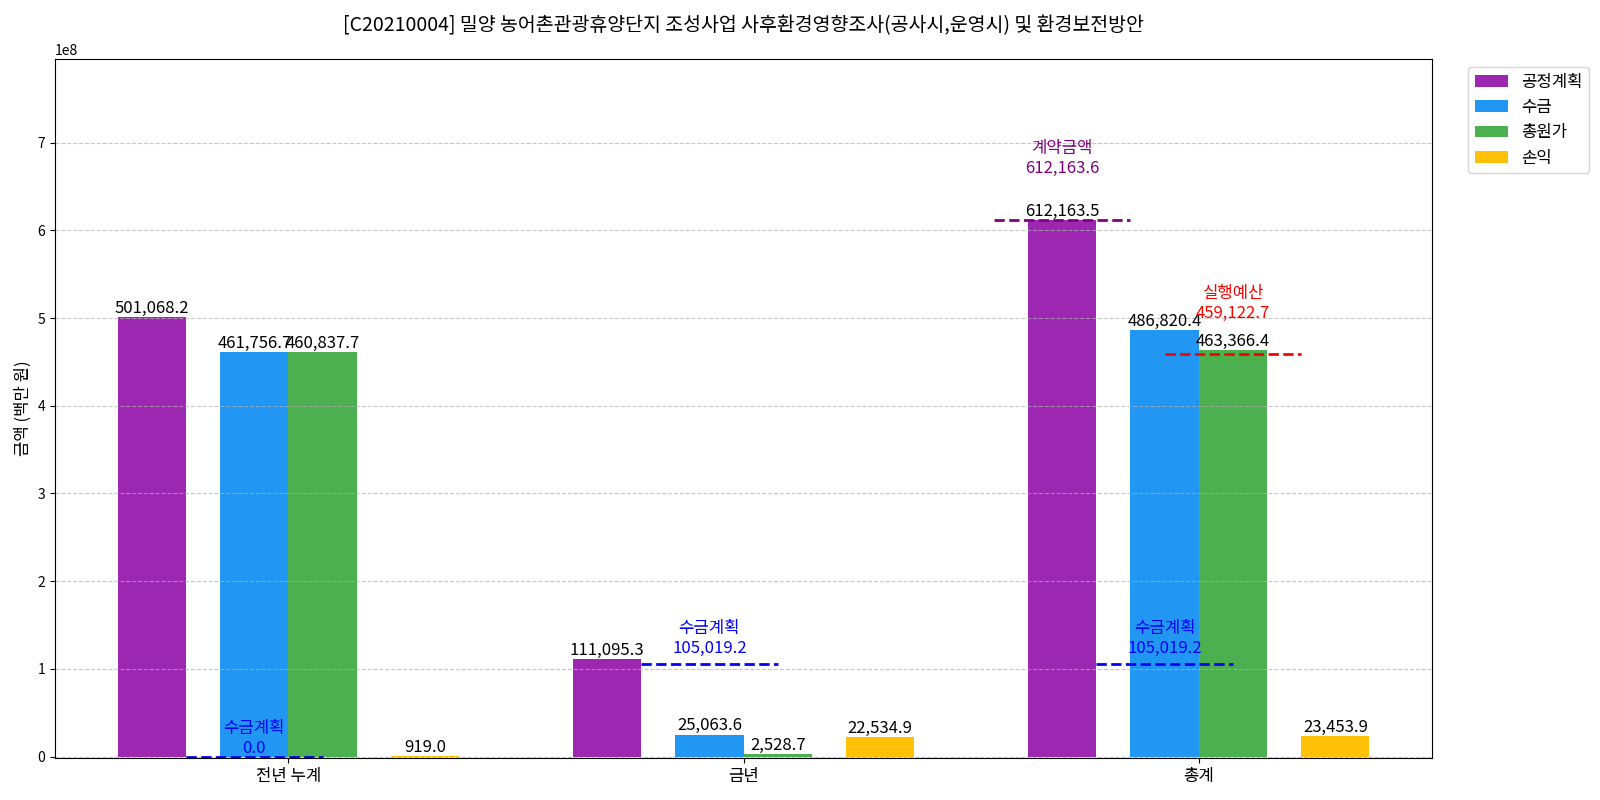 [C20210004] 밀양 농어촌관광휴양단지 조성사업 사후환경영향조사(공사시,운영시) 및 환경보전방안
1e8
공정계획
수금
총원가
손익
금액 (백만 원)
7
6
5
4
3
2
1
0
501,068.2
461,756.7
460,837.7
수금계획
0.0
919.0
111,095.3
수금계획
105,019.2
25,063.6
2,528.7
22,534.9
계약금액
612,163.6
612,163.5
실행예산
459,122.7
486,820.4
463,366.4
수금계획
105,019.2
23,453.9
전년 누계
금년
총계